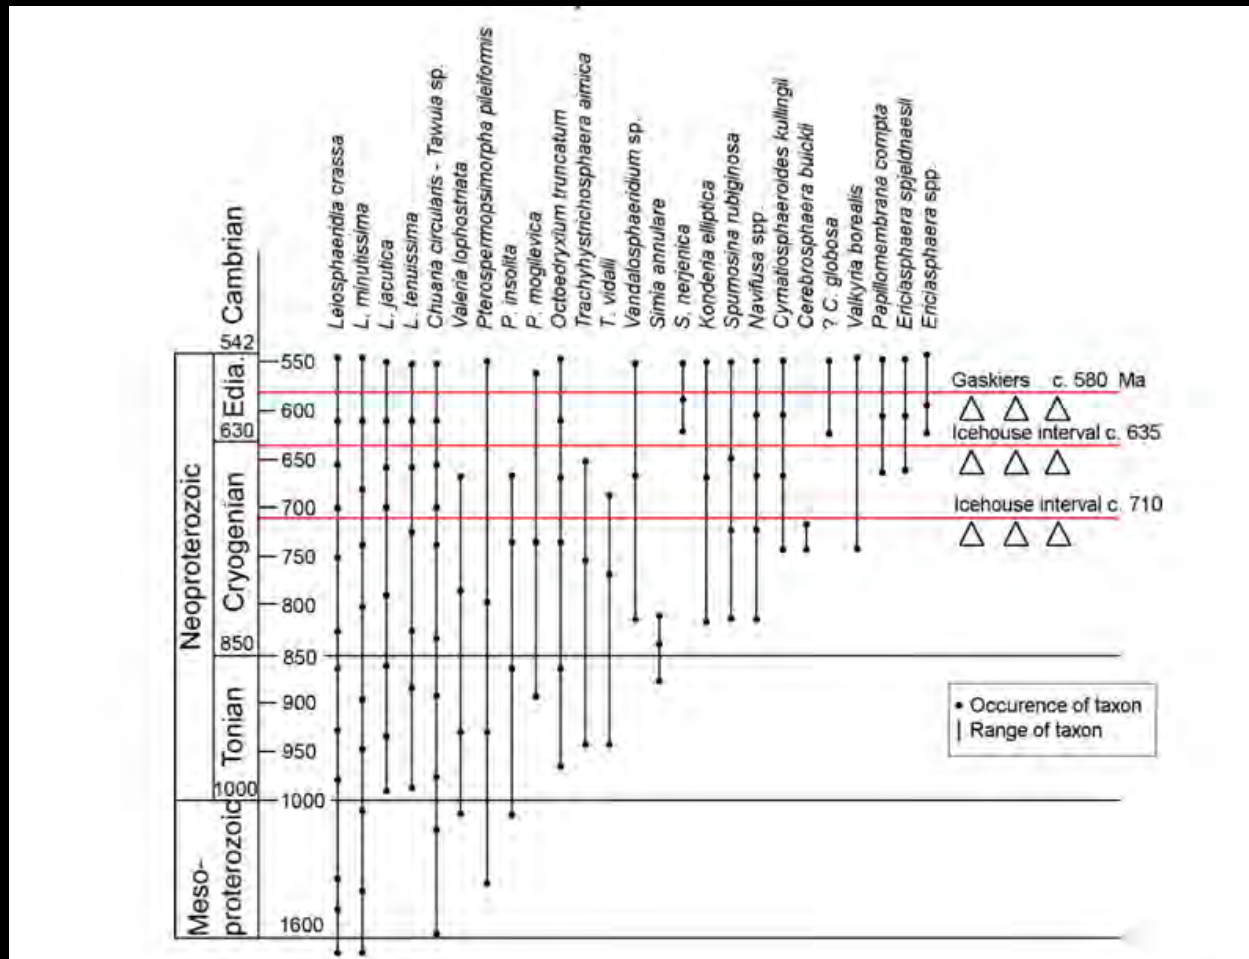 Leiosphaeridia crassa
L. minutissima
L. jacutica
L. tenuissima
Chuaria circularis - Tawuia sp.
Valeria lophostriata
Pterospermopsimorpha pileiformis
P. insolita
P. mogilevica
Octoedryxium truncatum
Trachyhystrichosphaera aimica
T. vidalii
Vandalosphaeridium sp.
Simia annulare
S. nerjenica
Konderia elliptica
Spumosina rubiginosa
Navifusa spp.
Cymatiosphaeroides kullingii
Cerebrosphaera buickii
? C. globosa
Valkyria borealis
Papillomembrana compta
Ericiasphaera spjeldnaesii
Ericiasphaera spp.
Cambrian
542
Edia.
630
Neoproterozoic
Cryogenian
850
Tonian
1000
Meso-
proterozoic
1600
550
600
650
700
750
800
850
900
950
1000
Gaskiers c. 580 Ma
Icehouse interval c. 635
Icehouse interval c. 710
Occurence of taxon
Range of taxon